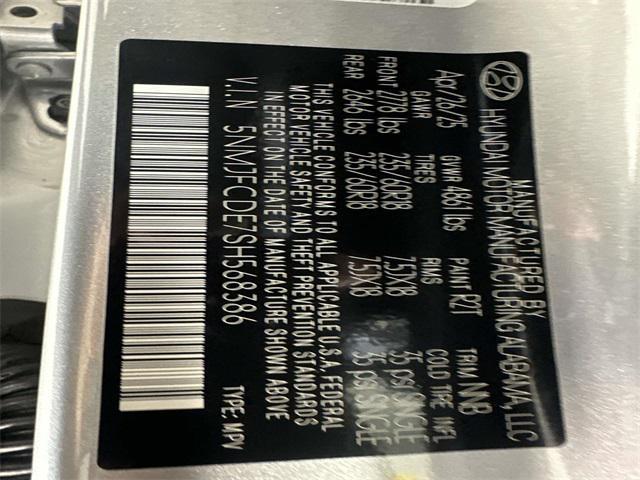 MANUFACTURED BY
HYUNDAI MOTOR MANUFACTURING ALABAMA, LLC
Apr/26/25 GVWR 4861 lbs PAINT R2T TRIM NNB
GAWR TIRES RIMS COLD TIRE INFL
FRONT 2778 lbs 235/60R18 7.5JX18 35 psi SINGLE
REAR 2646 lbs 235/60R18 7.5JX18 35 psi SINGLE
THIS VEHICLE CONFORMS TO ALL APPLICABLE U.S.A. FEDERAL
MOTOR VEHICLE SAFETY AND THEFT PREVENTION STANDARDS
IN EFFECT ON THE DATE OF MANUFACTURE SHOWN ABOVE
V.I.N 5NMJFCDE7SH568386 TYPE: MPV